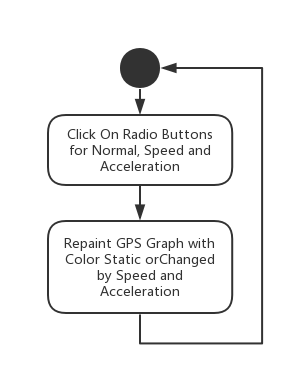 Click On Radio Buttons
for Normal, Speed and
Acceleration
Repaint GPS Graph with
Color Static orChanged
by Speed and
Acceleration